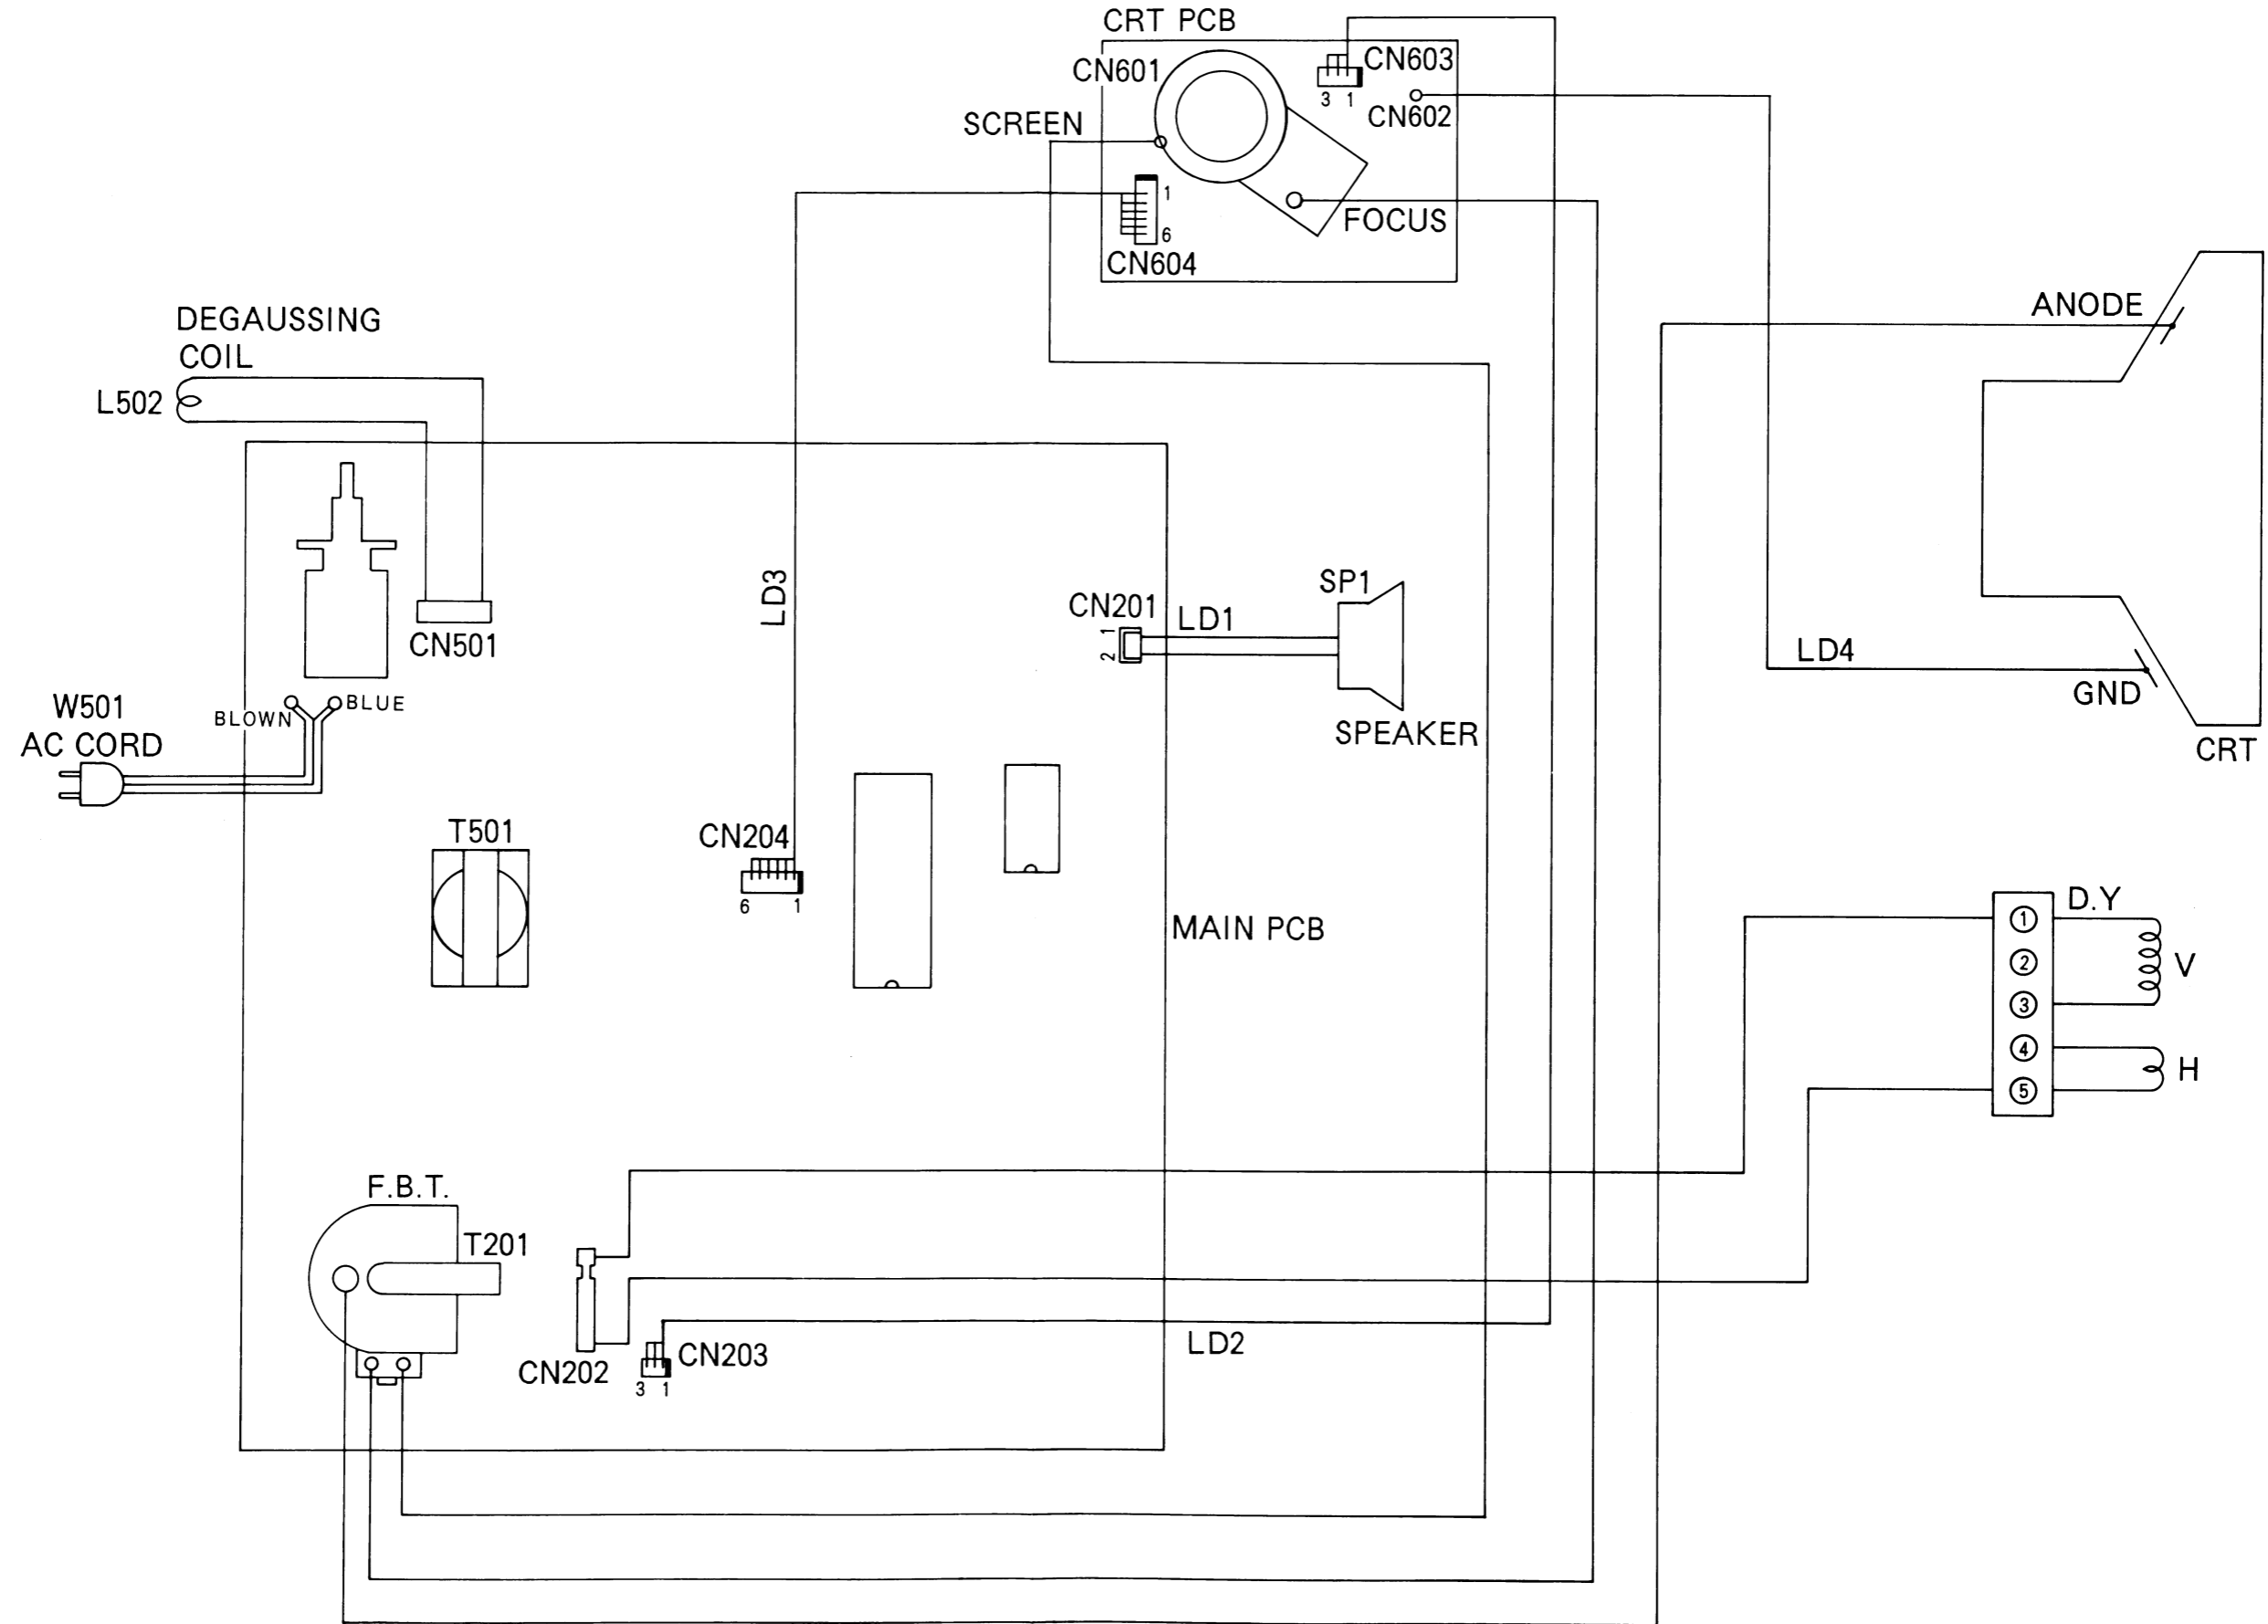 CRT PCB
CN601
CN603
3 1
CN602
SCREEN
1
6
FOCUS
CN604
ANODE
DEGAUSSING
COIL
L502
CN501
LD3
CN201
1
2
LD1
SP1
SPEAKER
LD4
GND
CRT
W501
AC CORD
BLOWN
BLUE
T501
CN204
6 1
MAIN PCB
D.Y
1
2
3
4
5
V
H
F.B.T.
T201
CN202
CN203
3 1
LD2